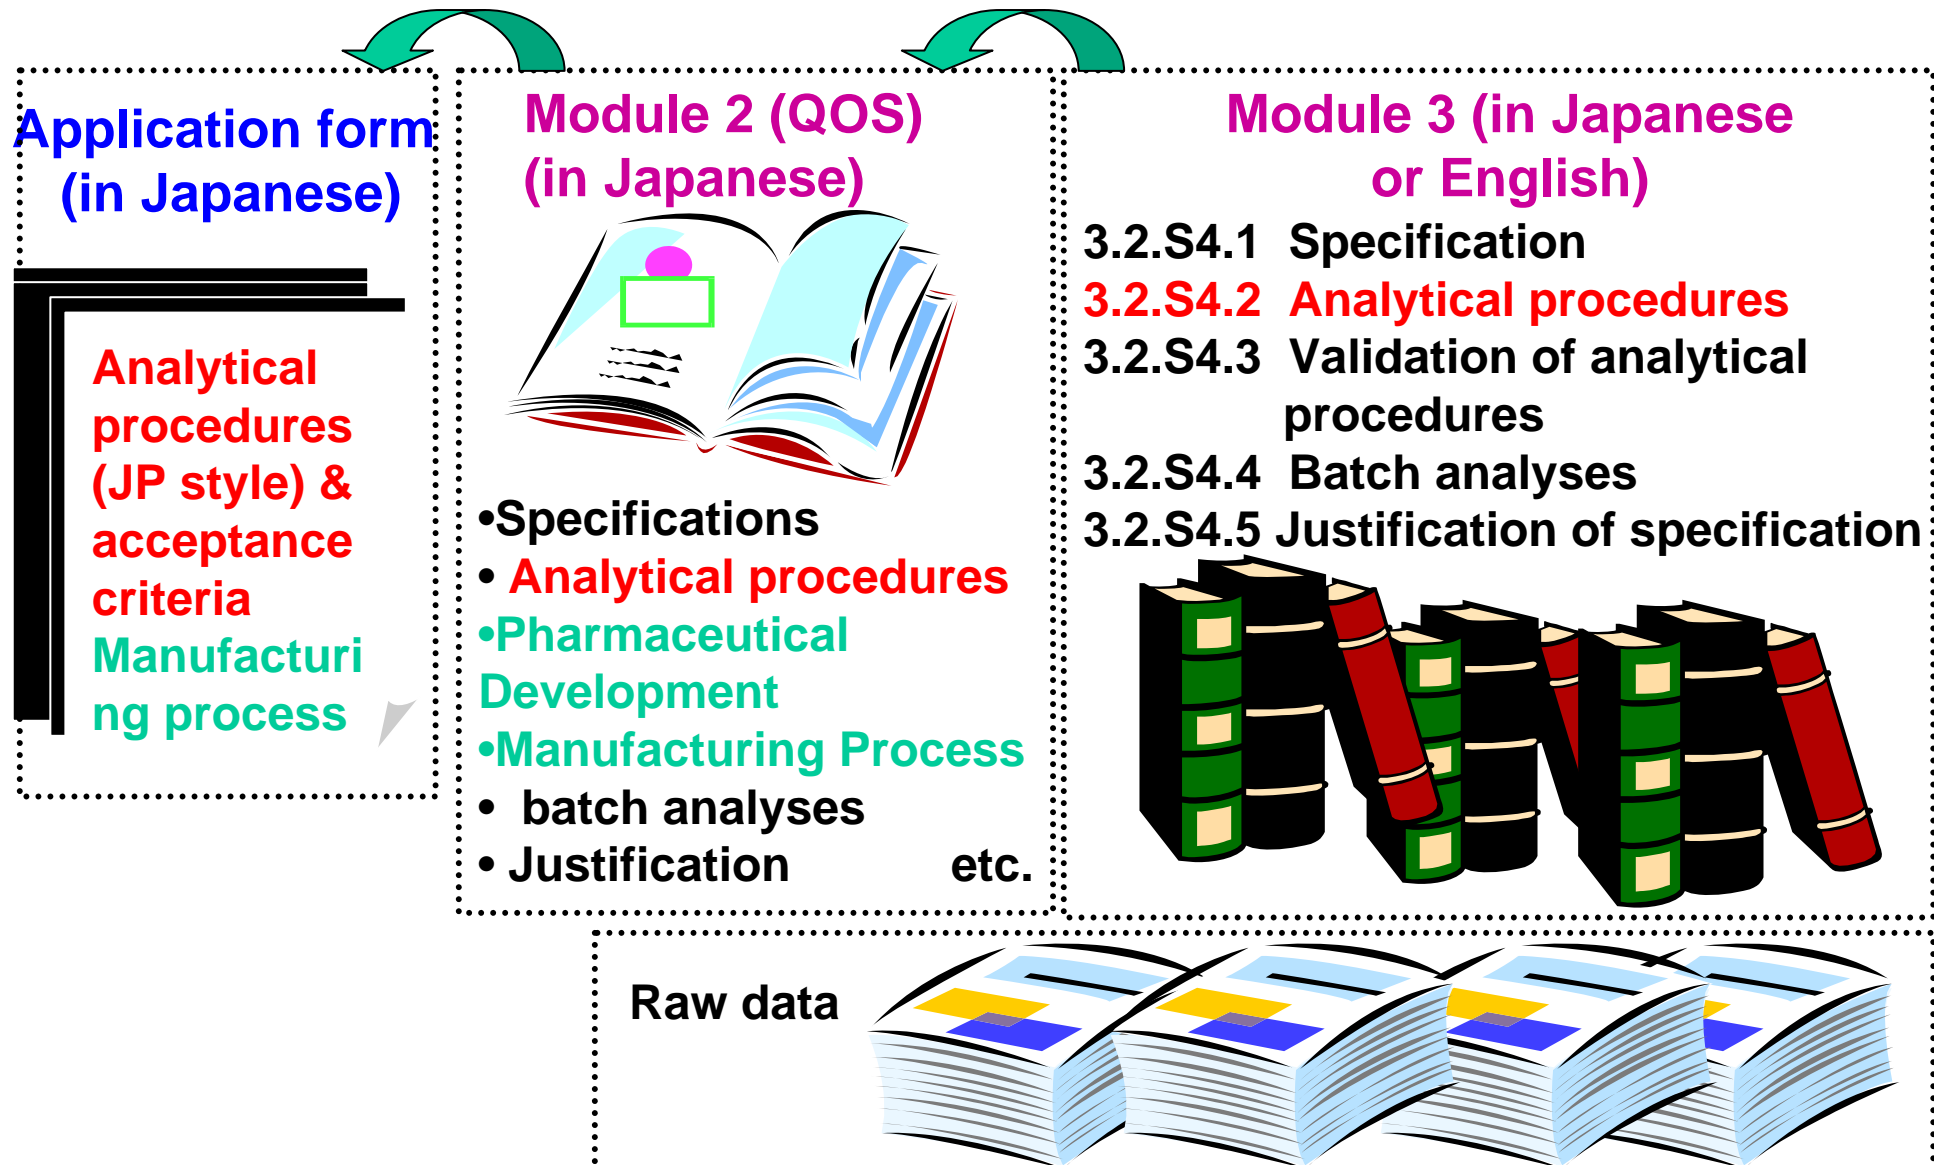 Application form
(in Japanese)
Analytical
procedures
(JP style) &
acceptance
criteria
Manufacturi
ng process
Module 2 (QOS)
(in Japanese)
•Specifications
• Analytical procedures
•Pharmaceutical
Development
•Manufacturing Process
• batch analyses
• Justification etc.
Module 3 (in Japanese
or English)
3.2.S4.1 Specification
3.2.S4.2 Analytical procedures
3.2.S4.3 Validation of analytical
procedures
3.2.S4.4 Batch analyses
3.2.S4.5 Justification of specification
Raw data